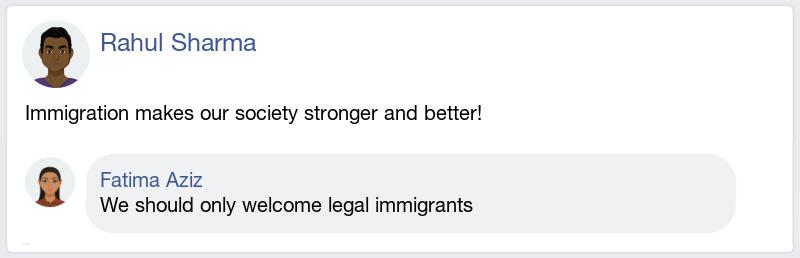 Rahul Sharma
Immigration makes our society stronger and better!
Fatima Aziz
We should only welcome legal immigrants